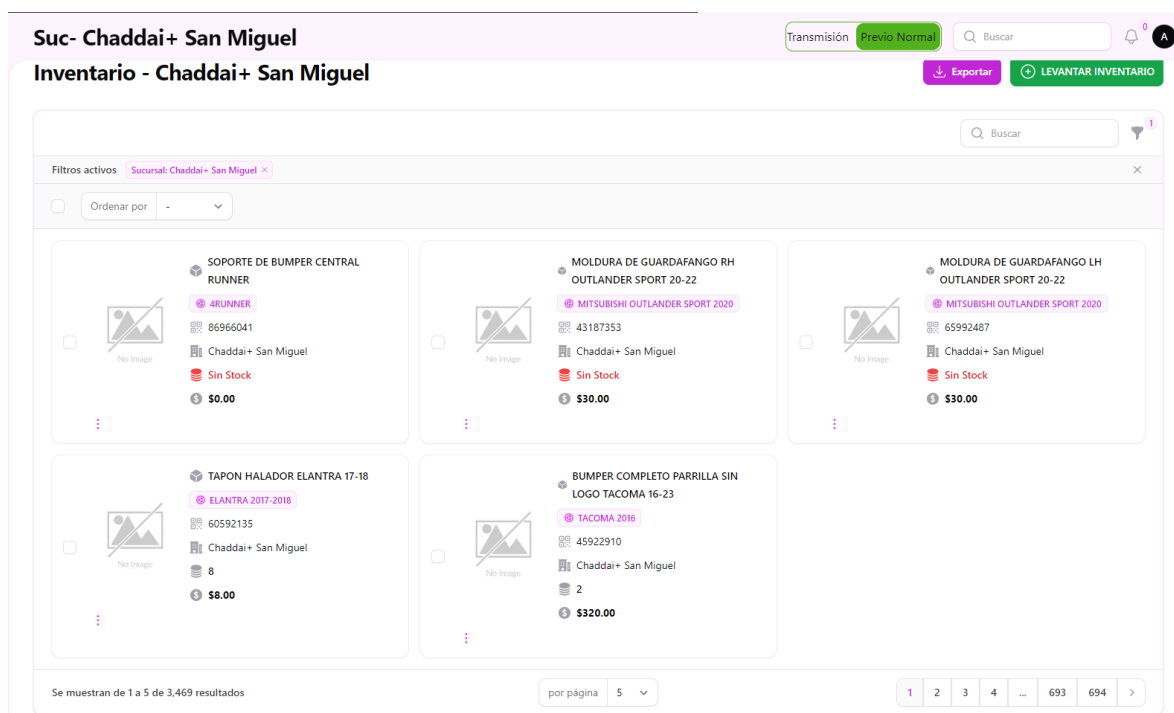 Suc- Chaddai+ San Miguel
Transmisión Previo Normal
Buscar
0
A
Inventario - Chaddai+ San Miguel
Exportar
LEVANTAR INVENTARIO
Buscar
1
Filtros activos Sucursal: Chaddai+ San Miguel ×
Ordenar por -
SOPORTE DE BUMPER CENTRAL
RUNNER
4RUNNER
86966041
Chaddai+ San Miguel
Sin Stock
$0.00
No Image
MOLDURA DE GUARDAFANGO RH
OUTLANDER SPORT 20-22
MITSUBISHI OUTLANDER SPORT 2020
43187353
Chaddai+ San Miguel
Sin Stock
$30.00
No Image
MOLDURA DE GUARDAFANGO LH
OUTLANDER SPORT 20-22
MITSUBISHI OUTLANDER SPORT 2020
65992487
Chaddai+ San Miguel
Sin Stock
$30.00
No Image
TAPON HALADOR ELANTRA 17-18
ELANTRA 2017-2018
60592135
Chaddai+ San Miguel
8
$8.00
No Image
BUMPER COMPLETO PARRILLA SIN
LOGO TACOMA 16-23
TACOMA 2016
45922910
Chaddai+ San Miguel
2
$320.00
No Image
Se muestran de 1 a 5 de 3,469 resultados
por página 5
1 2 3 4 ... 693 694 >